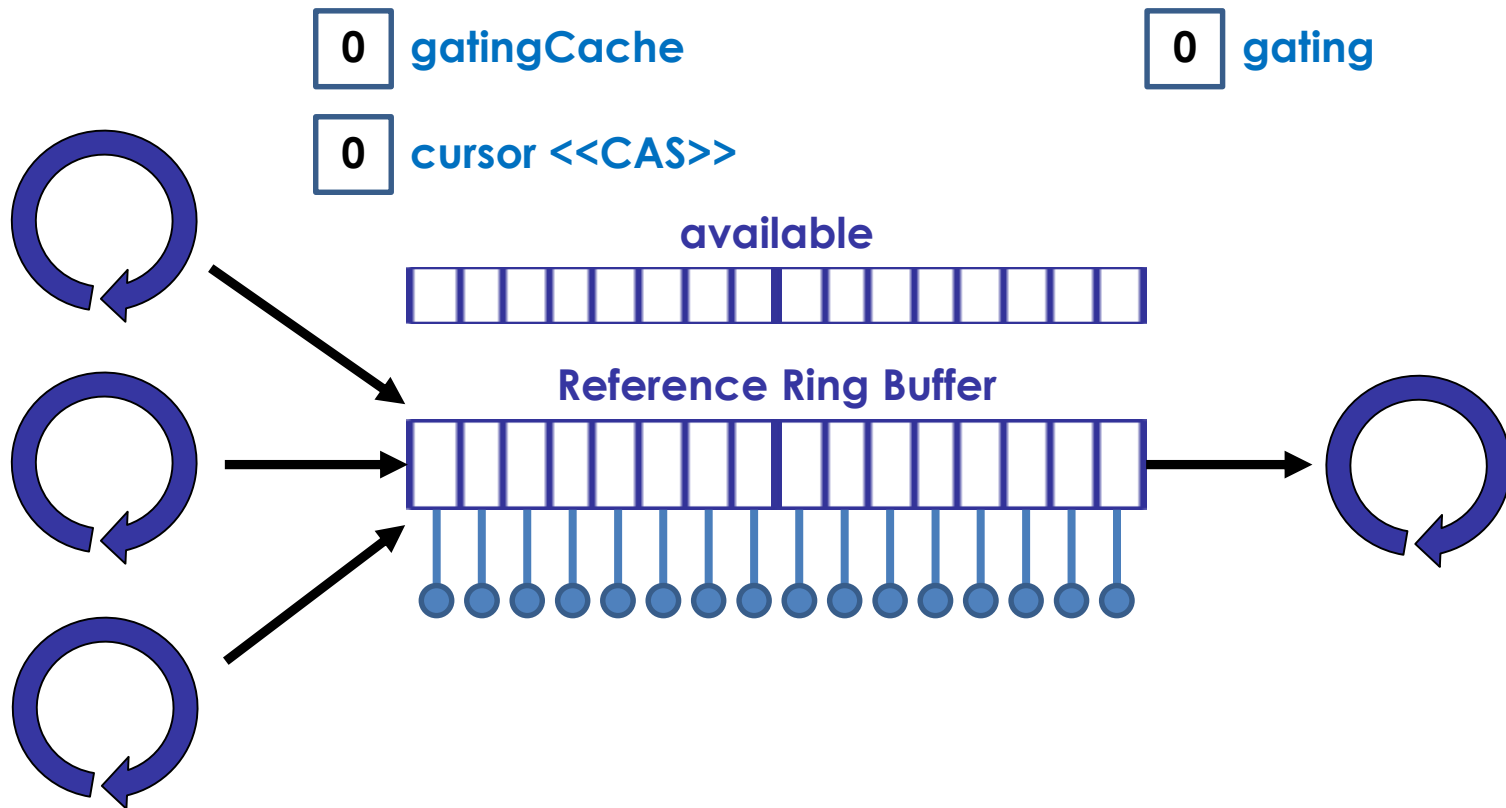 0 gatingCache
0 gating
0 cursor <<CAS>>
available
Reference Ring Buffer